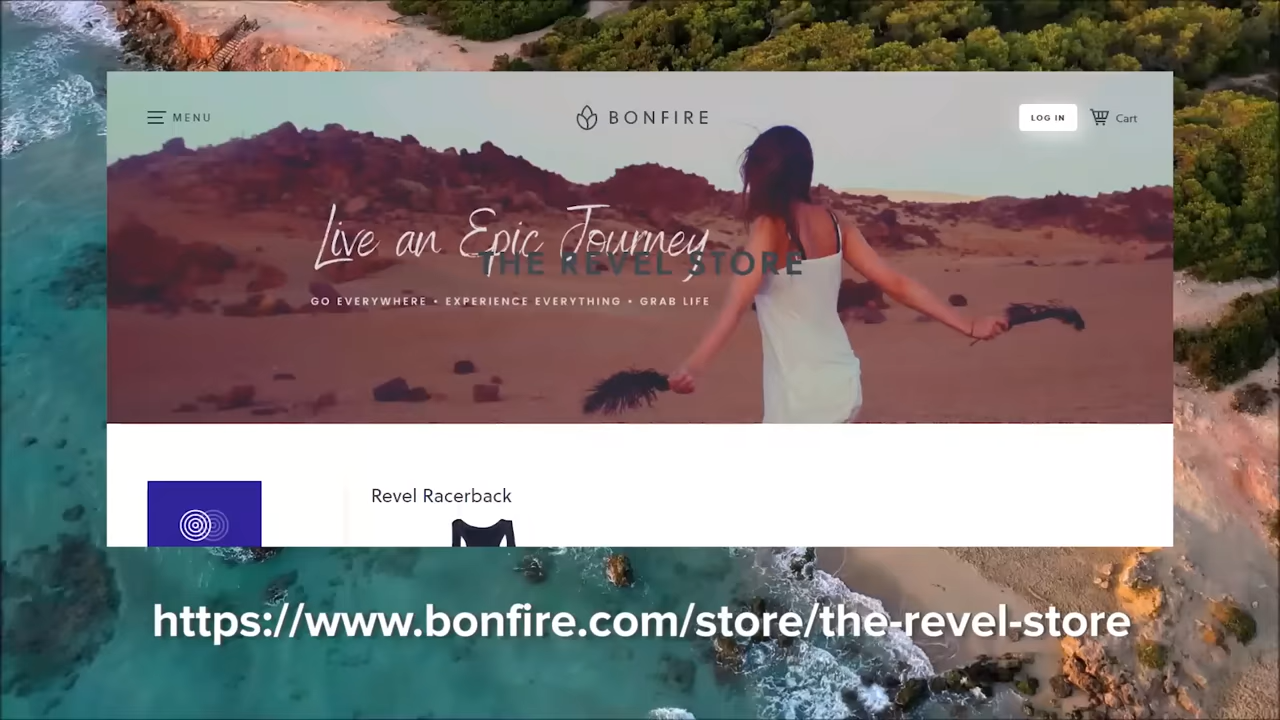 MENU
BONFIRE
LOG IN
Cart
Live an Epic Journey
THE REVEL STORE
GO EVERYWHERE • EXPERIENCE EVERYTHING • GRAB LIFE
Revel Racerback
https://www.bonfire.com/store/the-revel-store